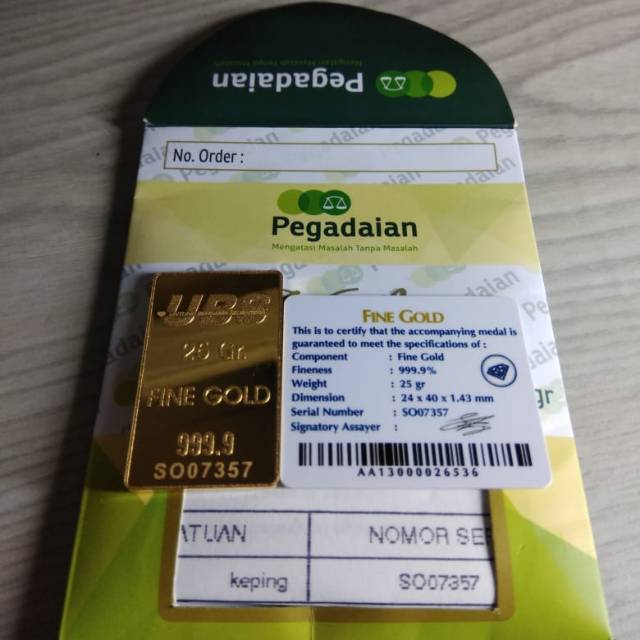 Pegadaian
Mengatasi Masalah Tanpa Masalah
No. Order :
Pegadaian
Mengatasi Masalah Tanpa Masalah
UBS
25 Gr.
FINE GOLD
999.9
SO07357
FINE GOLD
This is to certify that the accompanying medal is
guaranteed to meet the specifications of :
Component : Fine Gold
Fineness : 999.9%
Weight : 25 gr
Dimension : 24 x 40 x 1.43 mm
Serial Number : SO07357
Signatory Assayer :
AA13000026536
gr
ATUAN NOMOR SE
keping SO07357